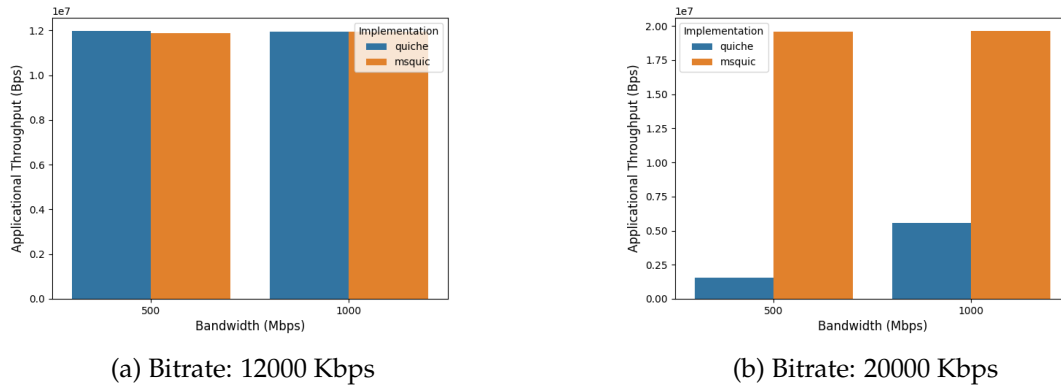 1e7
Implementation
quiche
msquic
1.2
1.0
0.8
0.6
0.4
0.2
0.0
Applicational Throughput (Bps)
500
1000
Bandwidth (Mbps)
(a) Bitrate: 12000 Kbps
1e7
Implementation
quiche
msquic
2.00
1.75
1.50
1.25
1.00
0.75
0.50
0.25
0.00
Applicational Throughput (Bps)
500
1000
Bandwidth (Mbps)
(b) Bitrate: 20000 Kbps